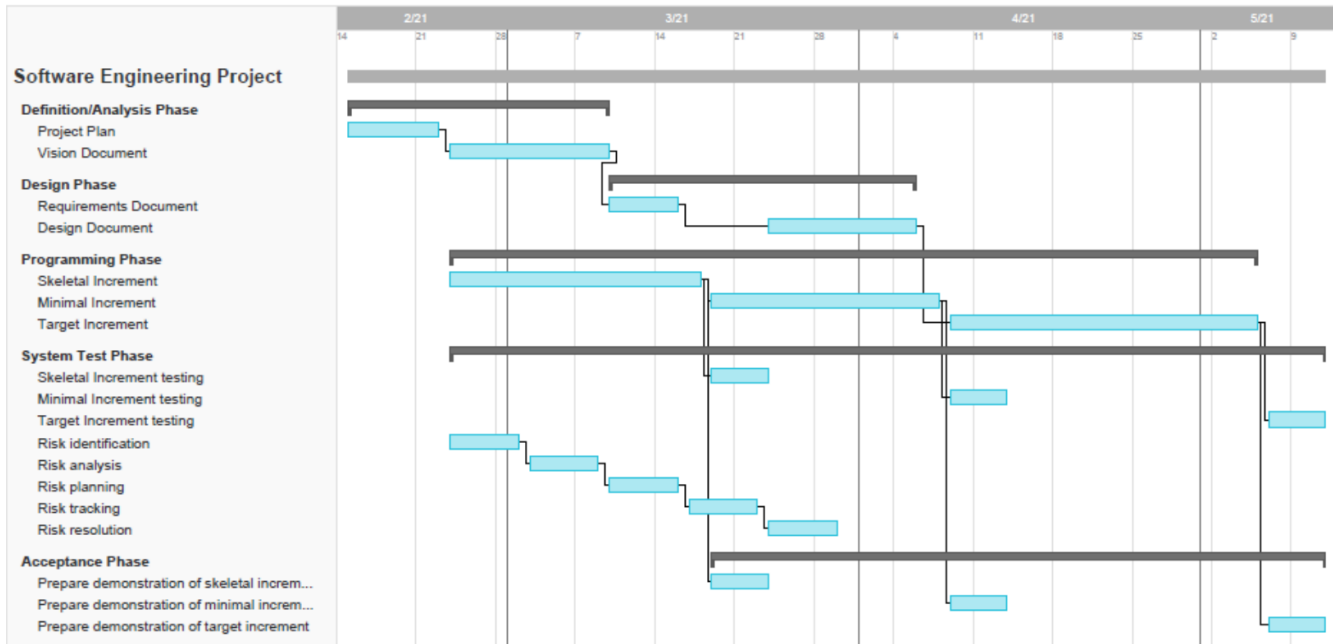 2/21 3/21 4/21 5/21
14 21 28 7 14 21 28 4 11 18 25 2 9
Software Engineering Project
Definition/Analysis Phase
Project Plan
Vision Document
Design Phase
Requirements Document
Design Document
Programming Phase
Skeletal Increment
Minimal Increment
Target Increment
System Test Phase
Skeletal Increment testing
Minimal Increment testing
Target Increment testing
Risk identification
Risk analysis
Risk planning
Risk tracking
Risk resolution
Acceptance Phase
Prepare demonstration of skeletal increm...
Prepare demonstration of minimal increm...
Prepare demonstration of target increment